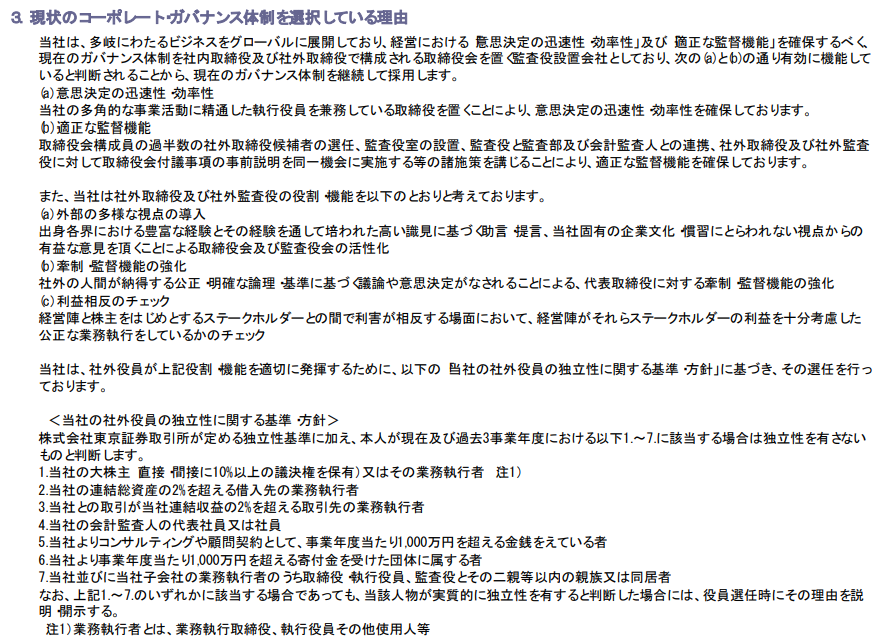 3. 現状のコーポレート・ガバナンス体制を選択している理由
当社は、多岐にわたるビジネスをグローバルに展開しており、経営における「意思決定の迅速性・効率性」及び「適正な監督機能」を確保するべく、
現在のガバナンス体制を社内取締役及び社外取締役で構成される取締役会を置く監査役設置会社としており、次の(a)と(b)の通り有効に機能して
いると判断されることから、現在のガバナンス体制を継続して採用します。
(a)意思決定の迅速性・効率性
当社の多角的な事業活動に精通した執行役員を兼務している取締役を置くことにより、意思決定の迅速性・効率性を確保しております。
(b)適正な監督機能
取締役会構成員の過半数の社外取締役候補者の選任、監査役室の設置、監査役と監査部及び会計監査人との連携、社外取締役及び社外監査
役に対して取締役会付議事項の事前説明を同一機会に実施する等の諸施策を講じることにより、適正な監督機能を確保しております。
また、当社は社外取締役及び社外監査役の役割・機能を以下のとおりと考えております。
(a)外部の多様な視点の導入
出身各界における豊富な経験とその経験を通して培われた高い識見に基づく助言・提言、当社固有の企業文化・慣習にとらわれない視点からの
有益な意見を頂くことによる取締役会及び監査役会の活性化
(b)牽制・監督機能の強化
社外の人間が納得する公正・明確な論理・基準に基づく議論や意思決定がなされることによる、代表取締役に対する牽制・監督機能の強化
(c)利益相反のチェック
経営陣と株主をはじめとするステークホルダーとの間で利害が相反する場面において、経営陣がそれらステークホルダーの利益を十分考慮した
公正な業務執行をしているかのチェック
当社は、社外役員が上記役割・機能を適切に発揮するために、以下の「当社の社外役員の独立性に関する基準・方針」に基づき、その選任を行っ
ております。
＜当社の社外役員の独立性に関する基準・方針＞
株式会社東京証券取引所が定める独立性基準に加え、本人が現在及び過去3事業年度における以下1.～7.に該当する場合は独立性を有さない
ものと判断します。
1.当社の大株主(直接・間接に10%以上の議決権を保有)又はその業務執行者(注1)
2.当社の連結総資産の2%を超える借入先の業務執行者
3.当社との取引が当社連結収益の2%を超える取引先の業務執行者
4.当社の会計監査人の代表社員又は社員
5.当社よりコンサルティングや顧問契約として、事業年度当たり1,000万円を超える金銭をえている者
6.当社より事業年度当たり1,000万円を超える寄付金を受けた団体に属する者
7.当社並びに当社子会社の業務執行者のうち取締役・執行役員、監査役とその二親等以内の親族又は同居者
なお、上記1.～7.のいずれかに該当する場合であっても、当該人物が実質的に独立性を有すると判断した場合には、役員選任時にその理由を説
明・開示する。
注1)業務執行者とは、業務執行取締役、執行役員その他使用人等